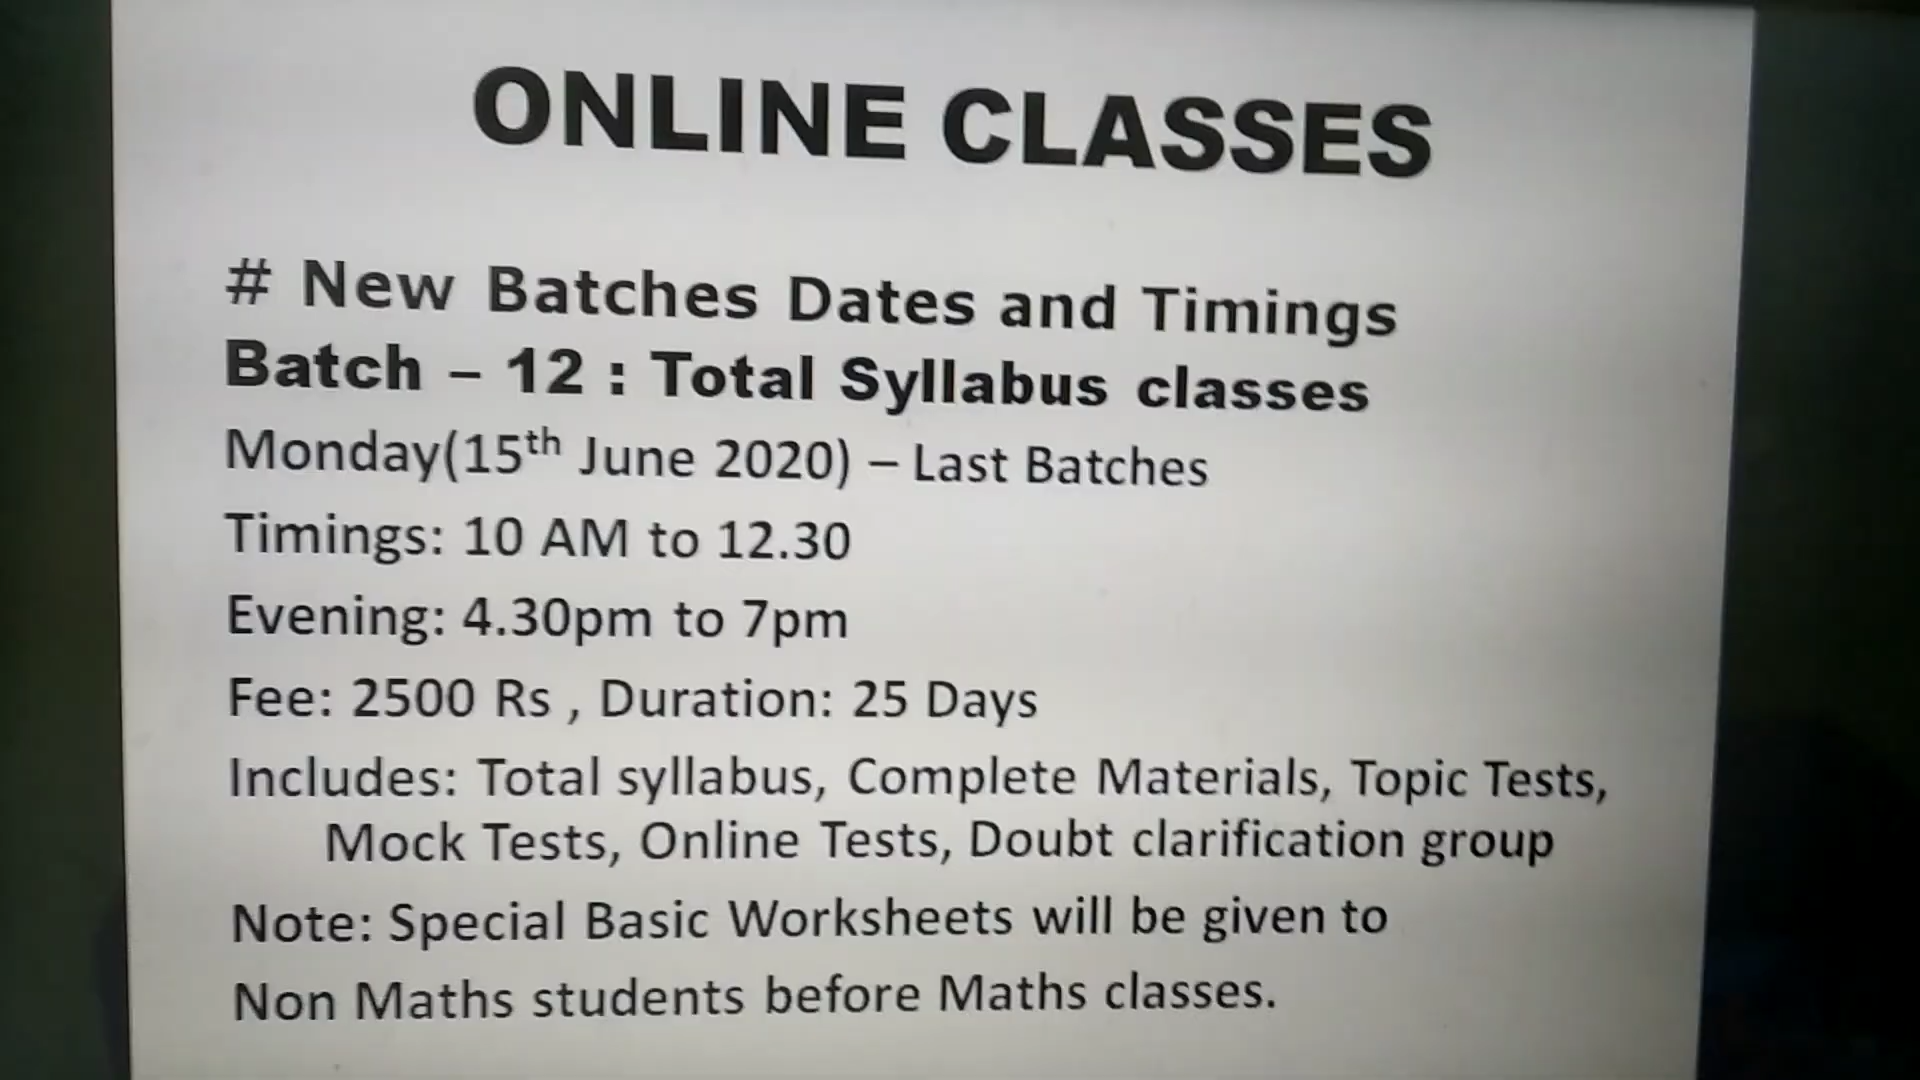 ONLINE CLASSES
# New Batches Dates and Timings
Batch – 12 : Total Syllabus classes
Monday(15th June 2020) – Last Batches
Timings: 10 AM to 12.30
Evening: 4.30pm to 7pm
Fee: 2500 Rs , Duration: 25 Days
Includes: Total syllabus, Complete Materials, Topic Tests,
Mock Tests, Online Tests, Doubt clarification group
Note: Special Basic Worksheets will be given to
Non Maths students before Maths classes.